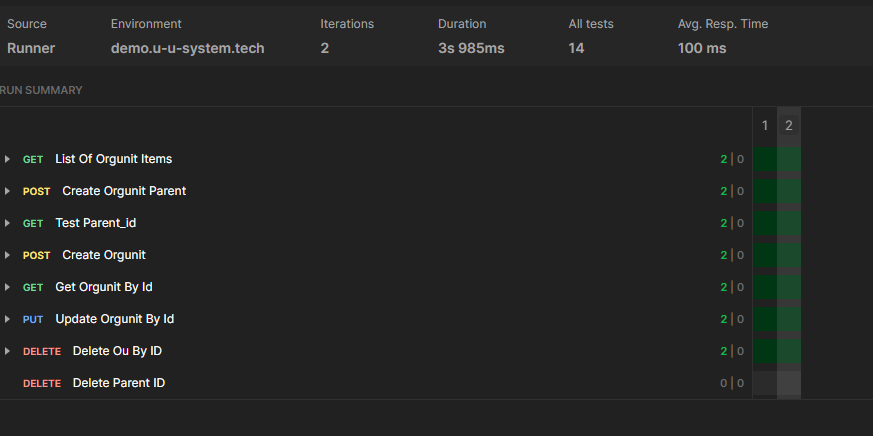 Source Environment Iterations Duration All tests Avg. Resp. Time
Runner demo.u-u-system.tech 2 3s 985ms 14 100 ms
RUN SUMMARY
1 2
GET List Of Orgunit Items 2 | 0
POST Create Orgunit Parent 2 | 0
GET Test Parent_id 2 | 0
POST Create Orgunit 2 | 0
GET Get Orgunit By Id 2 | 0
PUT Update Orgunit By Id 2 | 0
DELETE Delete Ou By ID 2 | 0
DELETE Delete Parent ID 0 | 0